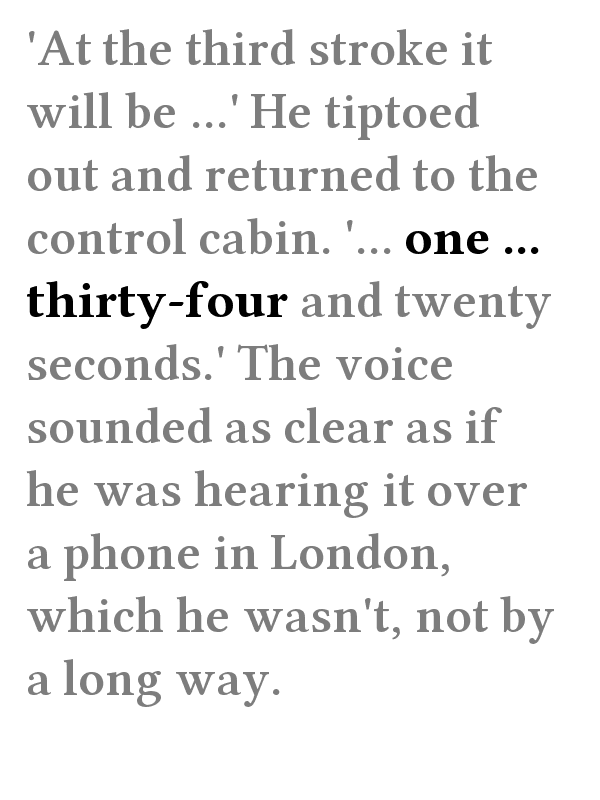 'At the third stroke it
will be ...' He tiptoed
out and returned to the
control cabin. '... one ...
thirty-four and twenty
seconds.' The voice
sounded as clear as if
he was hearing it over
a phone in London,
which he wasn't, not by
a long way.